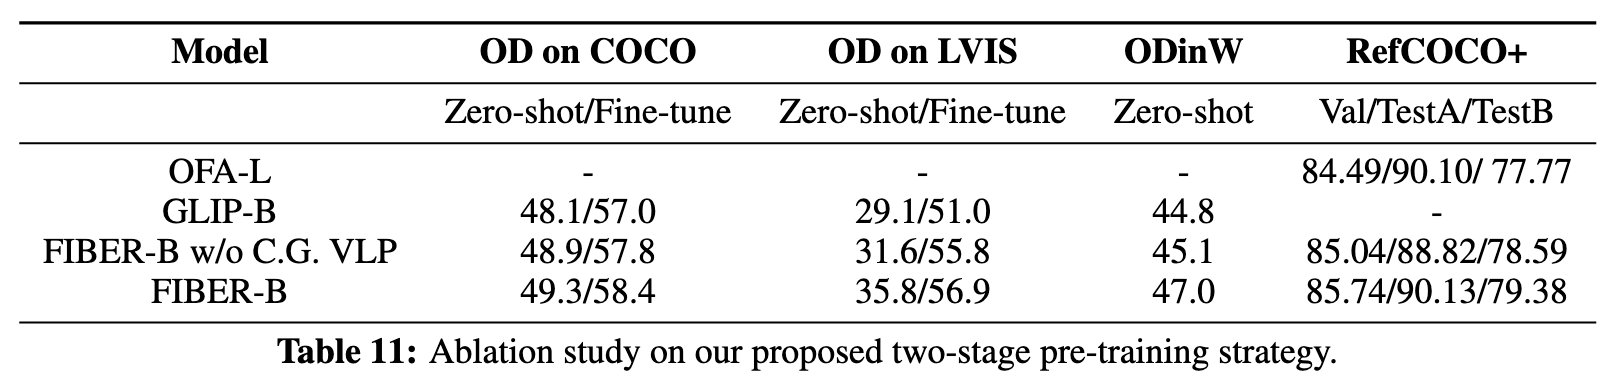 Model OD on COCO OD on LVIS ODinW RefCOCO+
Zero-shot/Fine-tune Zero-shot/Fine-tune Zero-shot Val/TestA/TestB
OFA-L - - - 84.49/90.10/ 77.77
GLIP-B 48.1/57.0 29.1/51.0 44.8 -
FIBER-B w/o C.G. VLP 48.9/57.8 31.6/55.8 45.1 85.04/88.82/78.59
FIBER-B 49.3/58.4 35.8/56.9 47.0 85.74/90.13/79.38
Table 11: Ablation study on our proposed two-stage pre-training strategy.